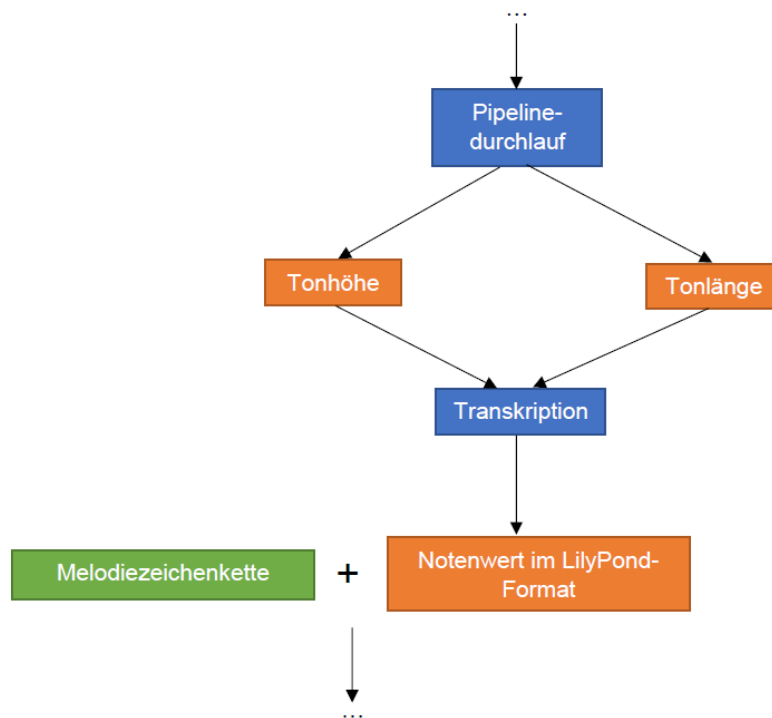 ...
Pipeline-
durchlauf
Tonhöhe
Tonlänge
Transkription
Melodiezeichenkette
+
Notenwert im LilyPond-
Format
...